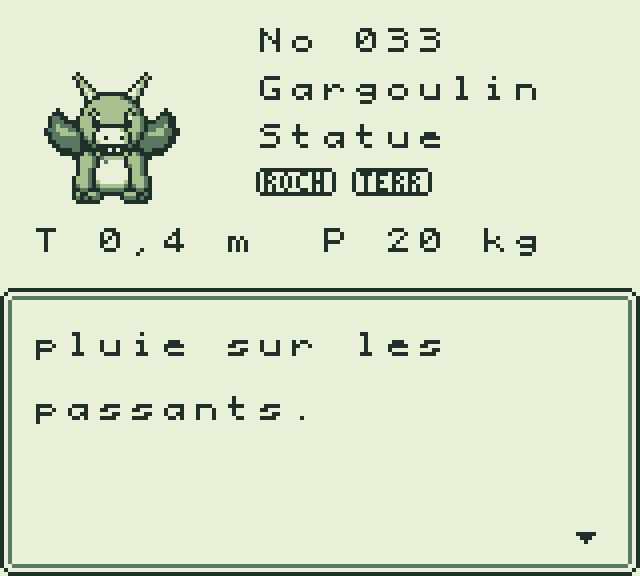 No 033
Gargoulin
Statue
ROCH TERR
T 0,4 m P 20 kg
pluie sur les
passants.